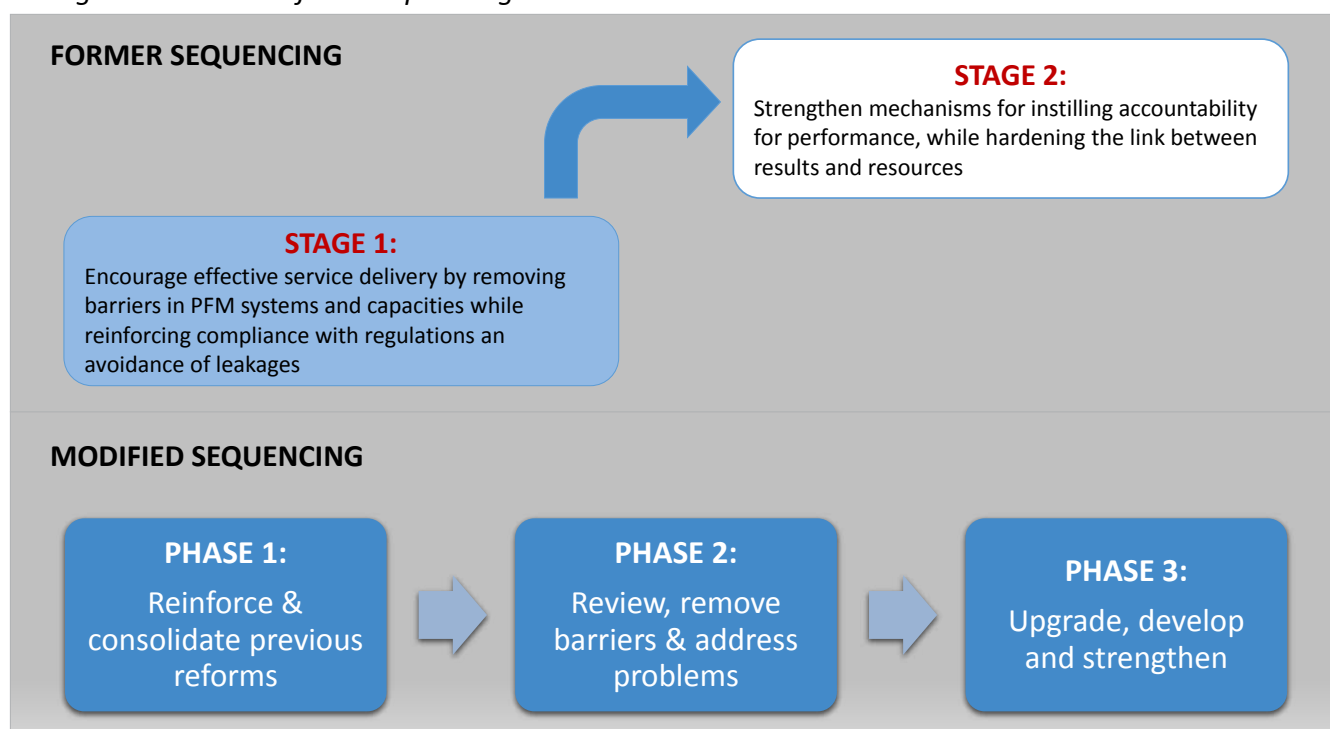 FORMER SEQUENCING
STAGE 2:
Strengthen mechanisms for instilling accountability
for performance, while hardening the link between
results and resources
STAGE 1:
Encourage effective service delivery by removing
barriers in PFM systems and capacities while
reinforcing compliance with regulations an
avoidance of leakages
MODIFIED SEQUENCING
PHASE 1:
Reinforce &
consolidate previous
reforms
PHASE 2:
Review, remove
barriers & address
problems
PHASE 3:
Upgrade, develop
and strengthen